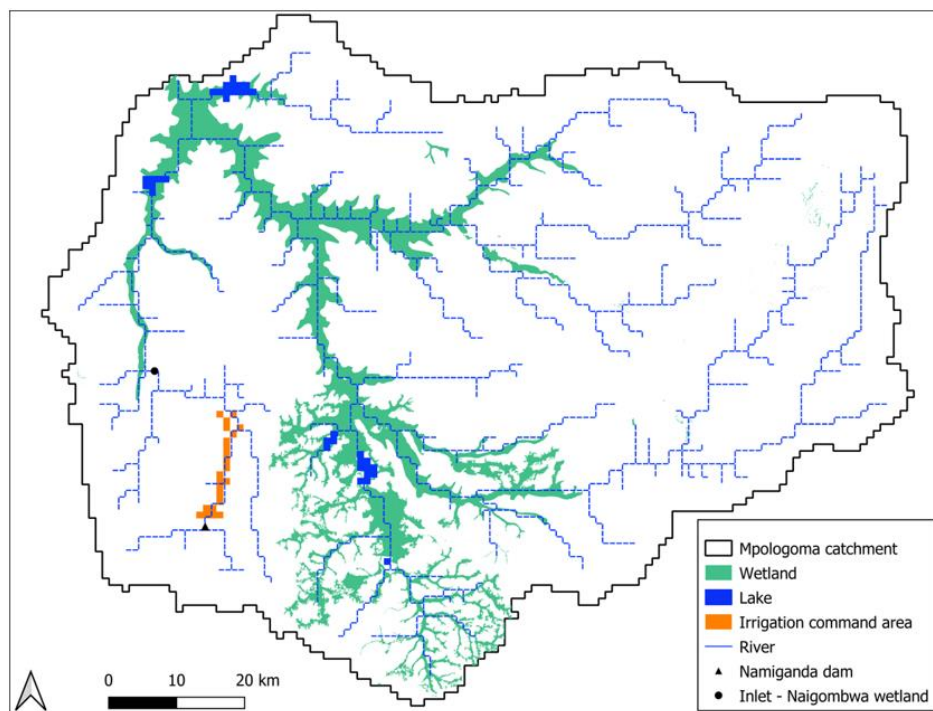 Mpologoma catchment
Wetland
Lake
Irrigation command area
River
Namiganda dam
Inlet - Naigombwa wetland
0 10 20 km